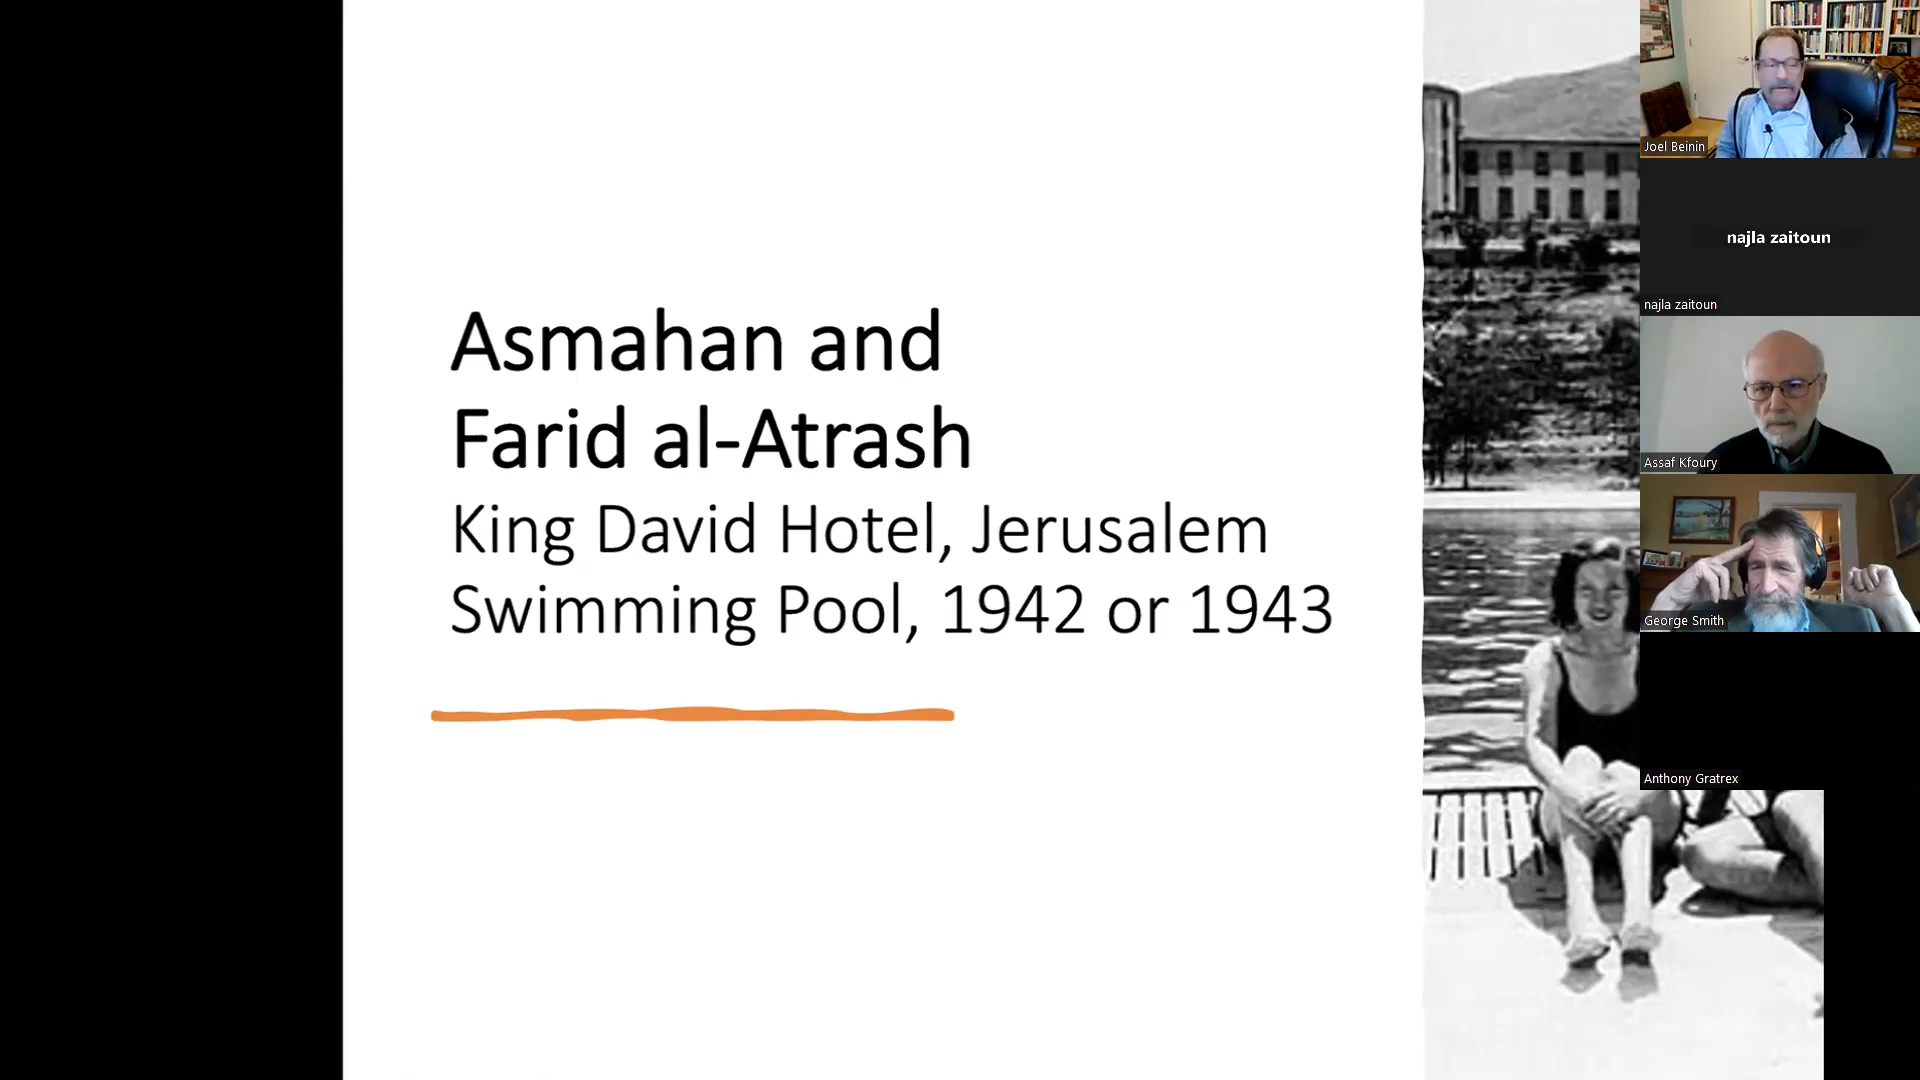 Asmahan and
Farid al-Atrash
King David Hotel, Jerusalem
Swimming Pool, 1942 or 1943
Joel Beinin
najla zaitoun
najla zaitoun
Assaf Kfoury
George Smith
Anthony Gratrex